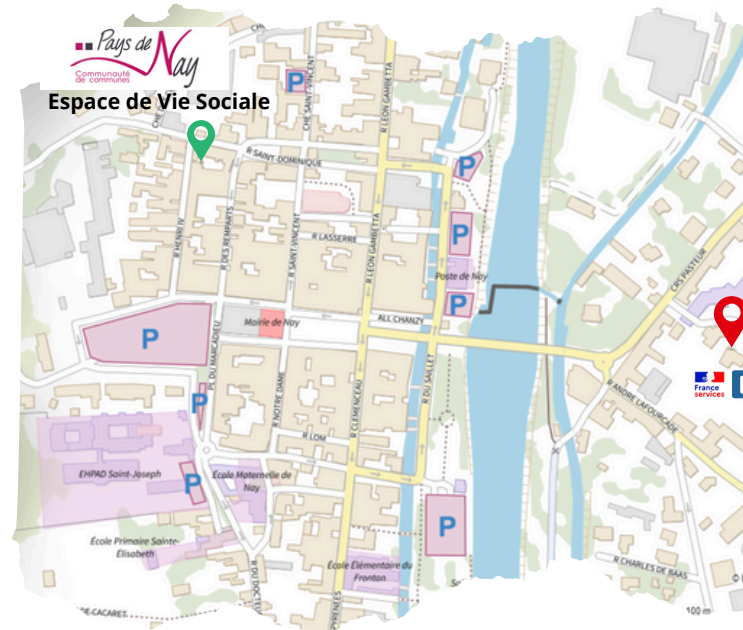 Pays de Nay
Communauté
de communes
Espace de Vie Sociale
CHE SAINT-VINCENT
R LEON GAMBETTA
P
R SAINT-DOMINIQUE
P
R HENRI IV
R DES REMPARTS
R SAINT-VINCENT
R LASSERRE
R LEON GAMBETTA
P
Poste de Nay
CRS PASTEUR
P
ALL CHANZY
Mairie de Nay
P
PL DU MARCADIEU
R NOTRE DAME
R CLEMENCEAU
R DU SAILLET
R ANDRE LAFOURCADE
France
services
P
R LOM
EHPAD Saint-Joseph
P
École Maternelle de
Nay
P
École Primaire Sainte-
Élisabeth
École Élémentaire du
Fronton
R CHARLES DE BAAS
100 m